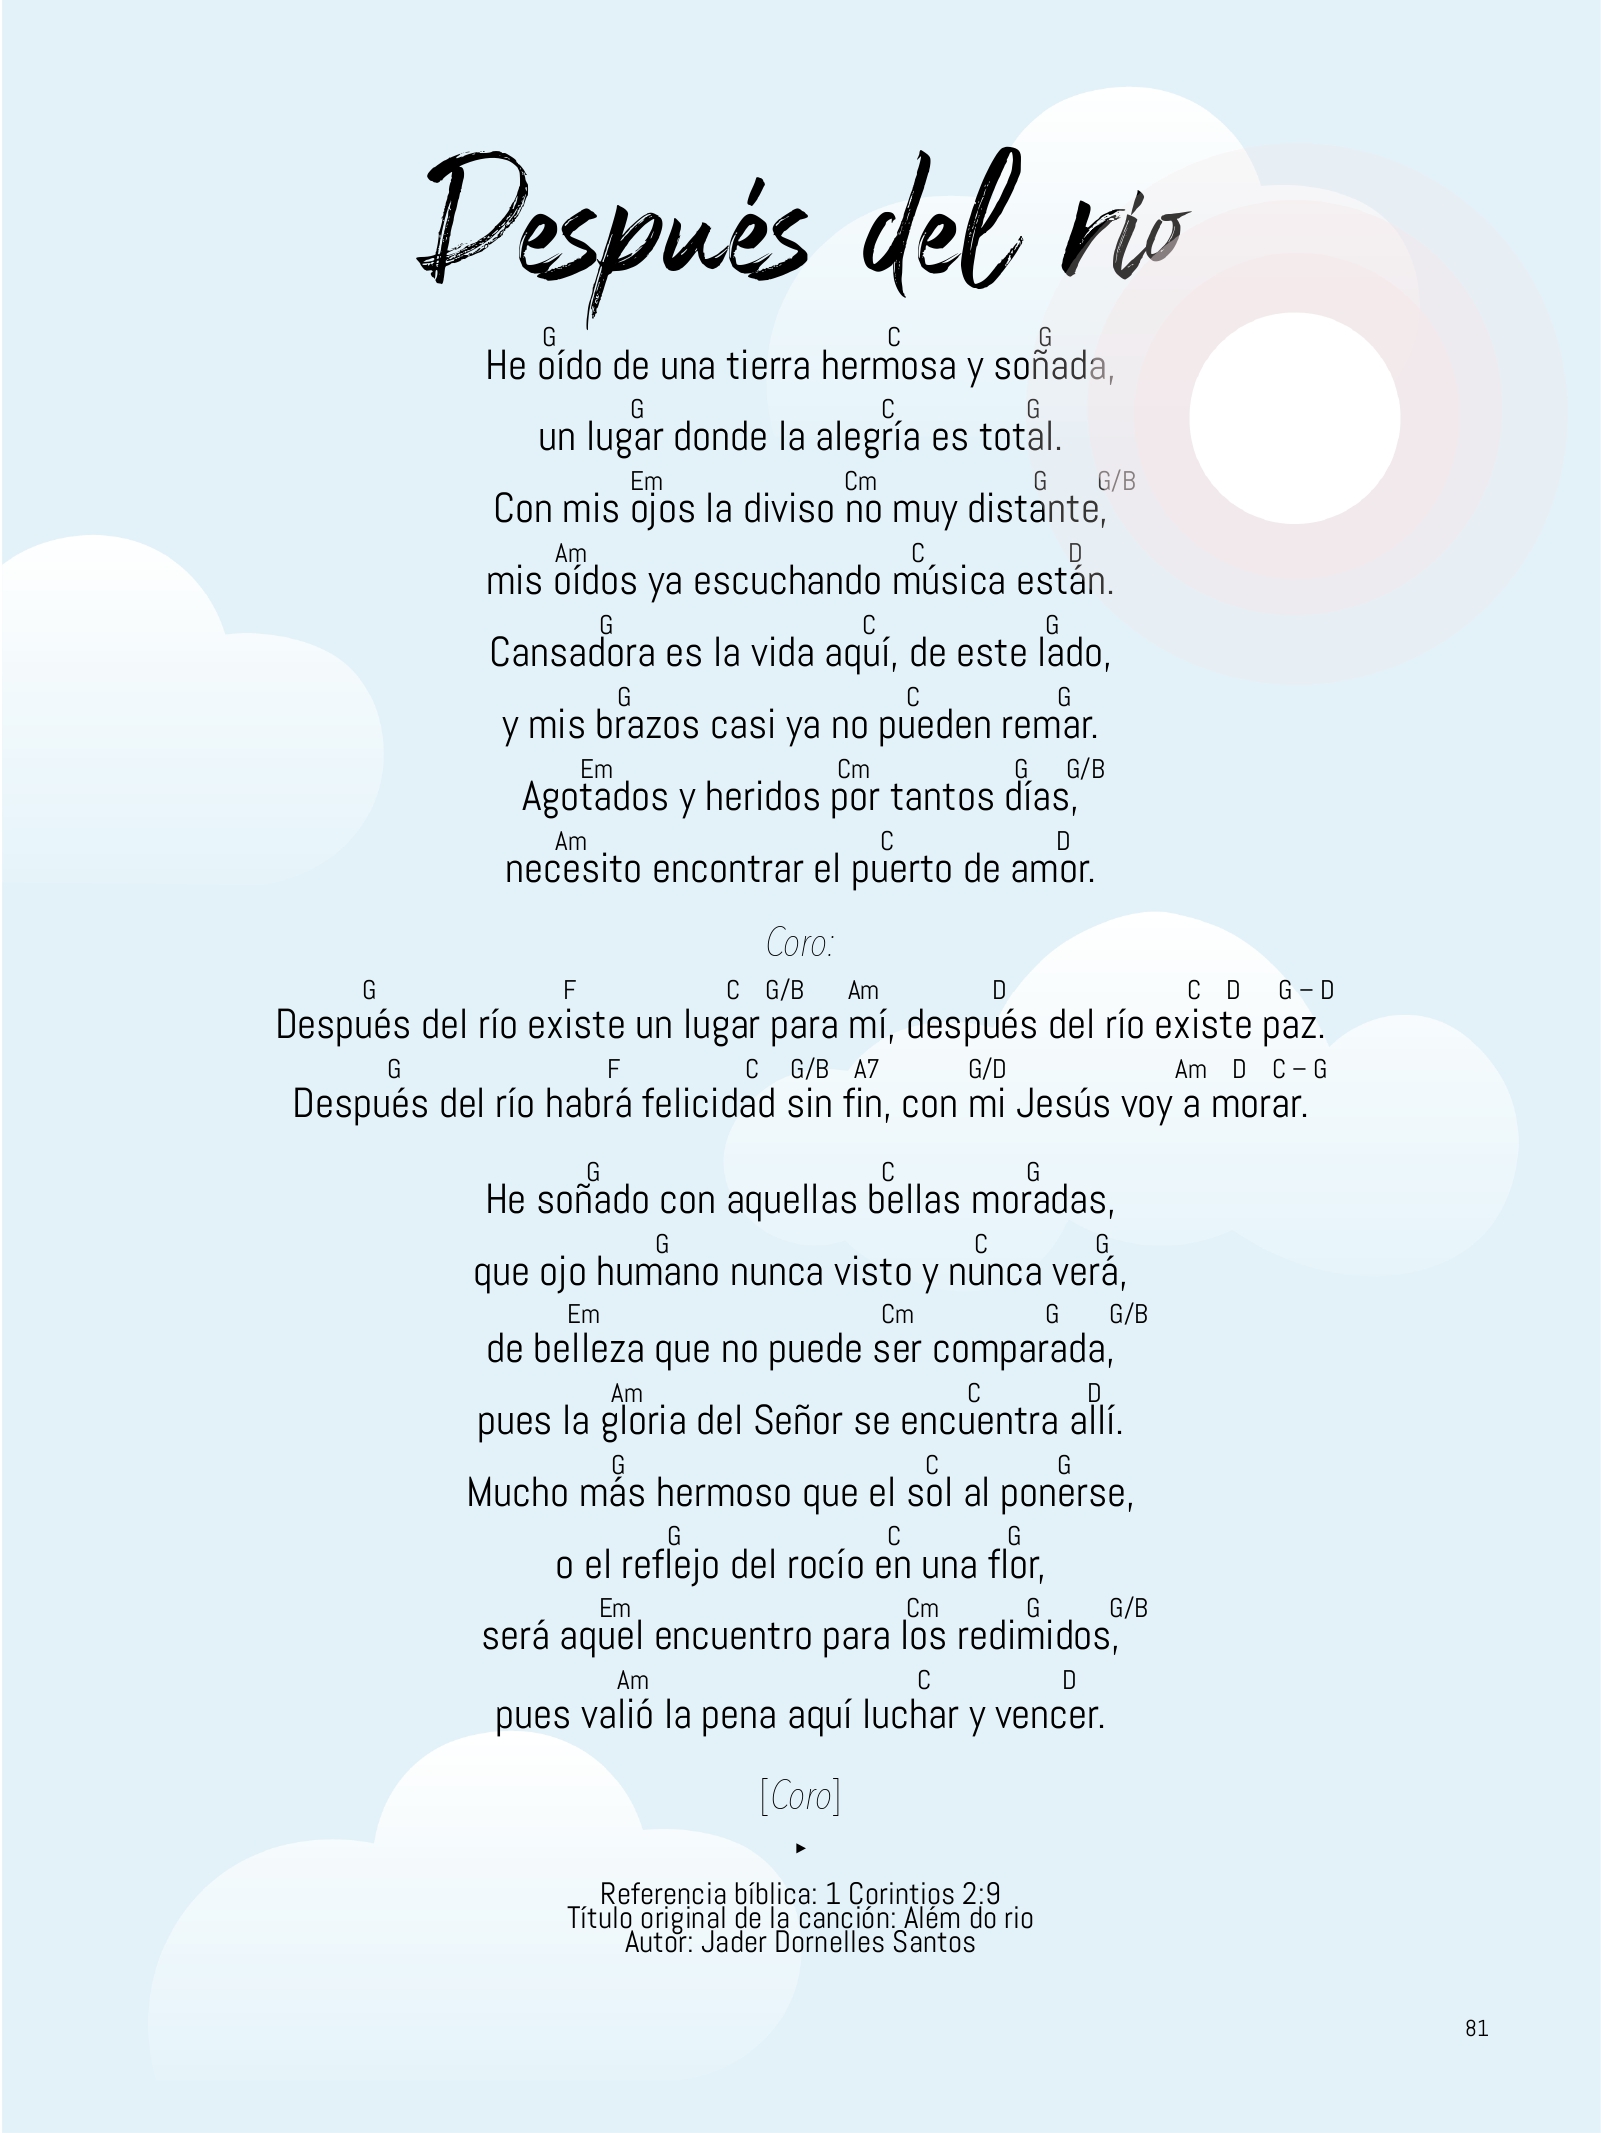 Después del río
G C G
He oído de una tierra hermosa y soñada,
G C G
un lugar donde la alegría es total.
Em Cm G G/B
Con mis ojos la diviso no muy distante,
Am C D
mis oídos ya escuchando música están.
G C G
Cansadora es la vida aquí, de este lado,
G C G
y mis brazos casi ya no pueden remar.
Em Cm G G/B
Agotados y heridos por tantos días,
Am C D
necesito encontrar el puerto de amor.
Coro:
G F C G/B Am D C D G – D
Después del río existe un lugar para mí, después del río existe paz.
G F C G/B A7 G/D Am D C – G
Después del río habrá felicidad sin fin, con mi Jesús voy a morar.
G C G
He soñado con aquellas bellas moradas,
G C G
que ojo humano nunca visto y nunca verá,
Em Cm G G/B
de belleza que no puede ser comparada,
Am C D
pues la gloria del Señor se encuentra allí.
G C G
Mucho más hermoso que el sol al ponerse,
G C G
o el reflejo del rocío en una flor,
Em Cm G G/B
será aquel encuentro para los redimidos,
Am C D
pues valió la pena aquí luchar y vencer.
[Coro]
▸
Referencia bíblica: 1 Corintios 2:9
Título original de la canción: Além do rio
Autor: Jader Dornelles Santos
81